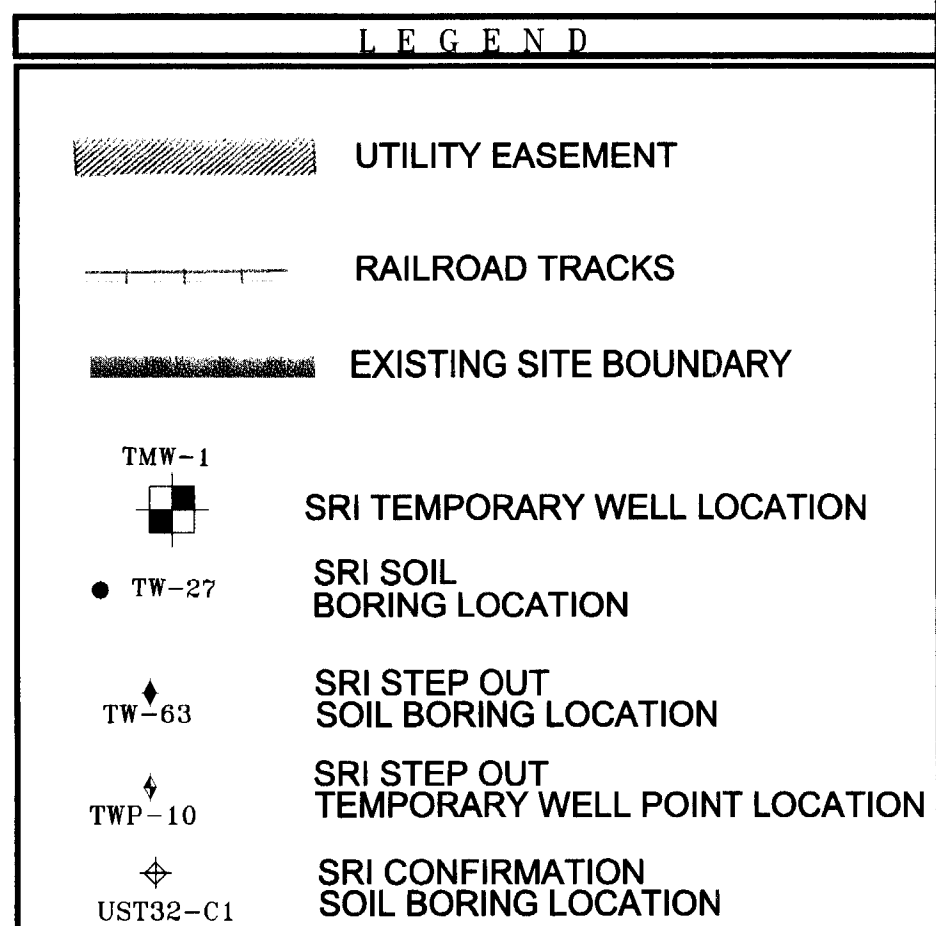 LEGEND
UTILITY EASEMENT
RAILROAD TRACKS
EXISTING SITE BOUNDARY
TMW-1
SRI TEMPORARY WELL LOCATION
TW-27
SRI SOIL
BORING LOCATION
TW-63
SRI STEP OUT
SOIL BORING LOCATION
TWP-10
SRI STEP OUT
TEMPORARY WELL POINT LOCATION
UST32-C1
SRI CONFIRMATION
SOIL BORING LOCATION